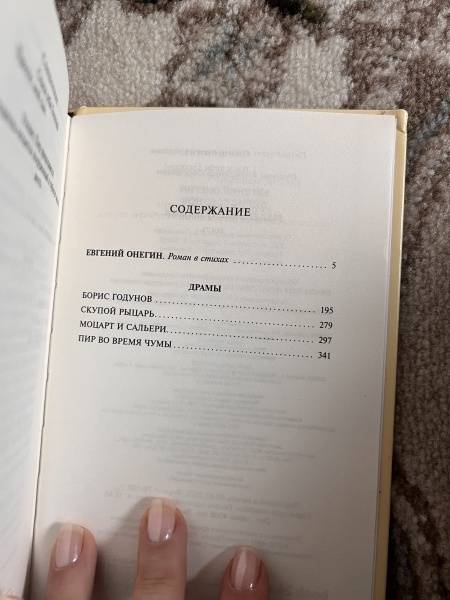 СОДЕРЖАНИЕ
ЕВГЕНИЙ ОНЕГИН. Роман в стихах ........................ 5
ДРАМЫ
БОРИС ГОДУНОВ ........................................ 195
СКУПОЙ РЫЦАРЬ ........................................ 279
МОЦАРТ И САЛЬЕРИ..................................... 297
ПИР ВО ВРЕМЯ ЧУМЫ ................................... 341